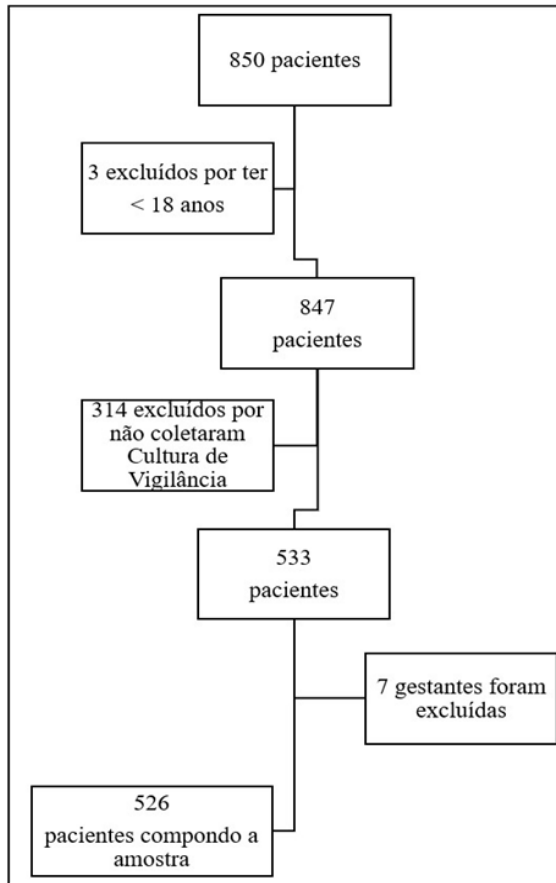 850 pacientes
3 excluídos por ter
< 18 anos
847
pacientes
314 excluídos por
não coletaram
Cultura de
Vigilância
533
pacientes
7 gestantes foram
excluídas
526
pacientes compondo a
amostra